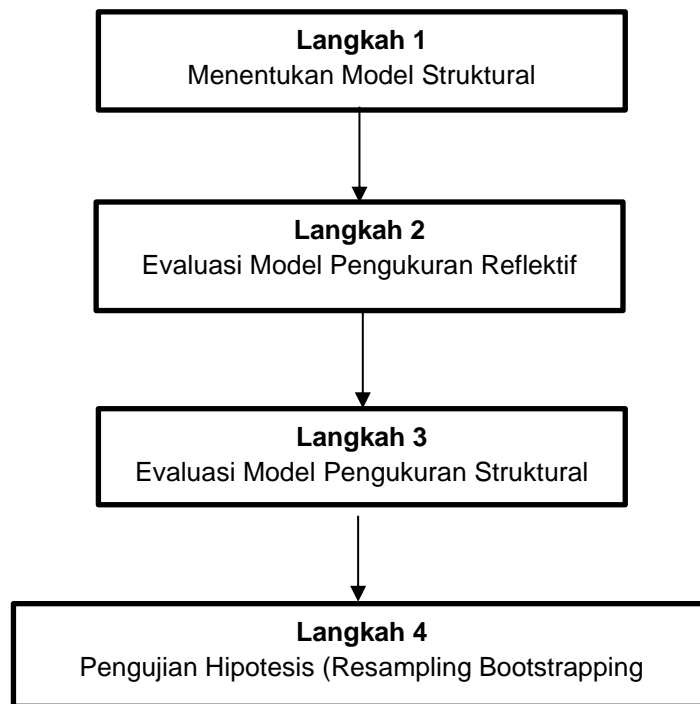 Langkah 1
Menentukan Model Struktural
Langkah 2
Evaluasi Model Pengukuran Reflektif
Langkah 3
Evaluasi Model Pengukuran Struktural
Langkah 4
Pengujian Hipotesis (Resampling Bootstrapping